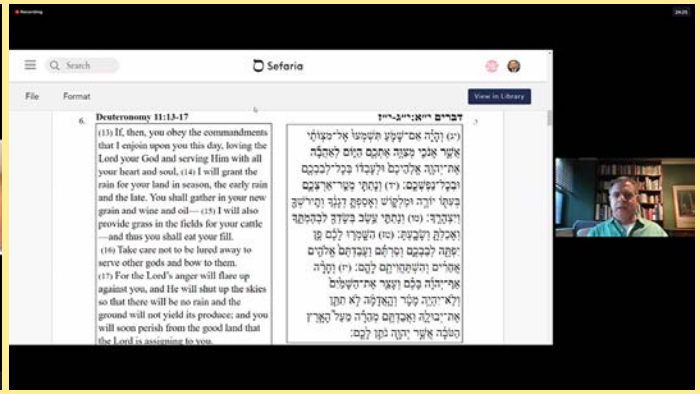 Recording
24:05
Search
Sefaria
File
Format
View in Library
6.
Deuteronomy 11:13-17
(13) If, then, you obey the commandments
that I enjoin upon you this day, loving the
Lord your God and serving Him with all
your heart and soul, (14) I will grant the
rain for your land in season, the early rain
and the late. You shall gather in your new
grain and wine and oil— (15) I will also
provide grass in the fields for your cattle
—and thus you shall eat your fill.
(16) Take care not to be lured away to
serve other gods and bow to them.
(17) For the Lord’s anger will flare up
against you, and He will shut up the skies
so that there will be no rain and the
ground will not yield its produce; and you
will soon perish from the good land that
the Lord is assigning to you.
דברים י״א:י״ג-י״ז
(יג) וְהָיָ֗ה אִם־שָׁמֹ֤עַ תִּשְׁמְעוּ֙ אֶל־מִצְוֺתַ֔י
אֲשֶׁ֧ר אָנֹכִ֛י מְצַוֶּ֥ה אֶתְכֶ֖ם הַיּ֑וֹם לְאַהֲבָ֞ה
אֶת־יְהוָ֤ה אֱלֹֽהֵיכֶם֙ וּלְעׇבְד֔וֹ בְּכׇל־לְבַבְכֶ֖ם
וּבְכׇל־נַפְשְׁכֶֽם׃ (יד) וְנָתַתִּ֧י מְטַֽר־אַרְצְכֶ֛ם
בְּעִתּ֖וֹ יוֹרֶ֣ה וּמַלְק֑וֹשׁ וְאָסַפְתָּ֣ דְגָנֶ֔ךָ וְתִֽירֹשְׁךָ֖
וְיִצְהָרֶֽךָ׃ (טו) וְנָתַתִּ֛י עֵ֥שֶׂב בְּשָׂדְךָ֖ לִבְהֶמְתֶּ֑ךָ
וְאָכַלְתָּ֖ וְשָׂבָֽעְתָּ׃ (טז) הִשָּֽׁמְר֣וּ לָכֶ֔ם פֶּ֥ן
יִפְתֶּ֖ה לְבַבְכֶ֑ם וְסַרְתֶּ֗ם וַעֲבַדְתֶּם֙ אֱלֹהִ֣ים
אֲחֵרִ֔ים וְהִשְׁתַּחֲוִיתֶ֖ם לָהֶֽם׃ (יז) וְחָרָ֨ה
אַף־יְהוָ֜ה בָּכֶ֗ם וְעָצַ֤ר אֶת־הַשָּׁמַ֙יִם֙
וְלֹֽא־יִהְיֶ֣ה מָטָ֔ר וְהָ֣אֲדָמָ֔ה לֹ֥א תִתֵּ֖ן
אֶת־יְבוּלָ֑הּ וַאֲבַדְתֶּ֣ם מְהֵרָ֗ה מֵעַל֙ הָאָ֣רֶץ
הַטֹּבָ֔ה אֲשֶׁ֥ר יְהוָ֖ה נֹתֵ֥ן לָכֶֽם׃